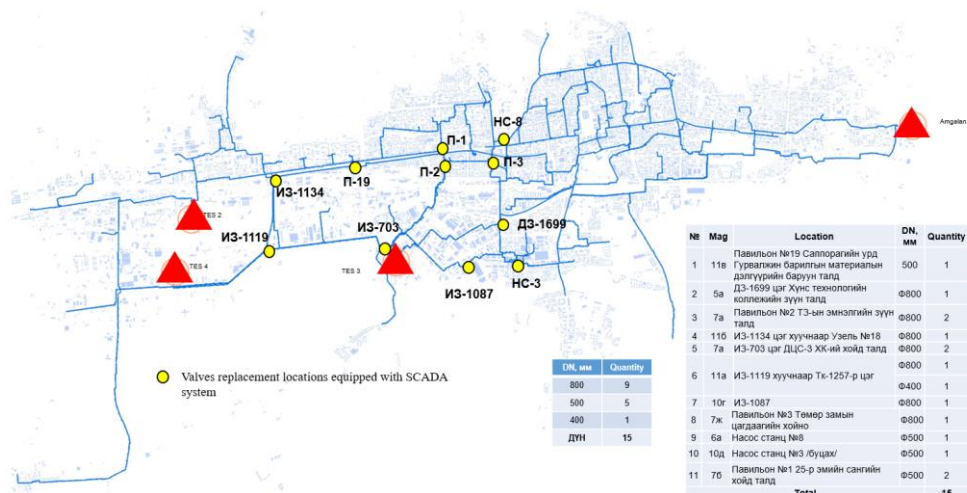 НС-8
Amgalan
П-1
П-2
П-3
П-19
ИЗ-1134
TES 2
ИЗ-1119
ИЗ-703
ДЗ-1699
TES 4
TES 3
ИЗ-1087
НС-3
Valves replacement locations equipped with SCADA
system
DN, мм Quantity
800 9
500 5
400 1
ДҮН 15
№ Mag Location DN, мм Quantity
1 11в Павильон №19 Саппорагийн урд
Гурвалжин барилгын материалын
дэлгүүрийн баруун талд 500 1
2 5а ДЗ-1699 цэг Хүнс технологийн
коллежийн зүүн талд Ф800 1
3 7а Павильон №2 ТЗ-ын эмнэлгийн зүүн
талд Ф800 2
4 11б ИЗ-1134 цэг хуучнаар Узель №18 Ф800 1
5 7а ИЗ-703 цэг ДЦС-3 ХК-ий хойд талд Ф800 2
6 11а ИЗ-1119 хуучнаар Тк-1257-р цэг Ф800 1
Ф400 1
7 10г ИЗ-1087 Ф800 1
8 7ж Павильон №3 Төмөр замын
цагдаагийн хойно Ф800 1
9 6а Насос станц №8 Ф500 1
10 10д Насос станц №3 /буцах/ Ф500 1
11 7б Павильон №1 25-р эмийн сангийн
хойд талд Ф500 2
Total 15